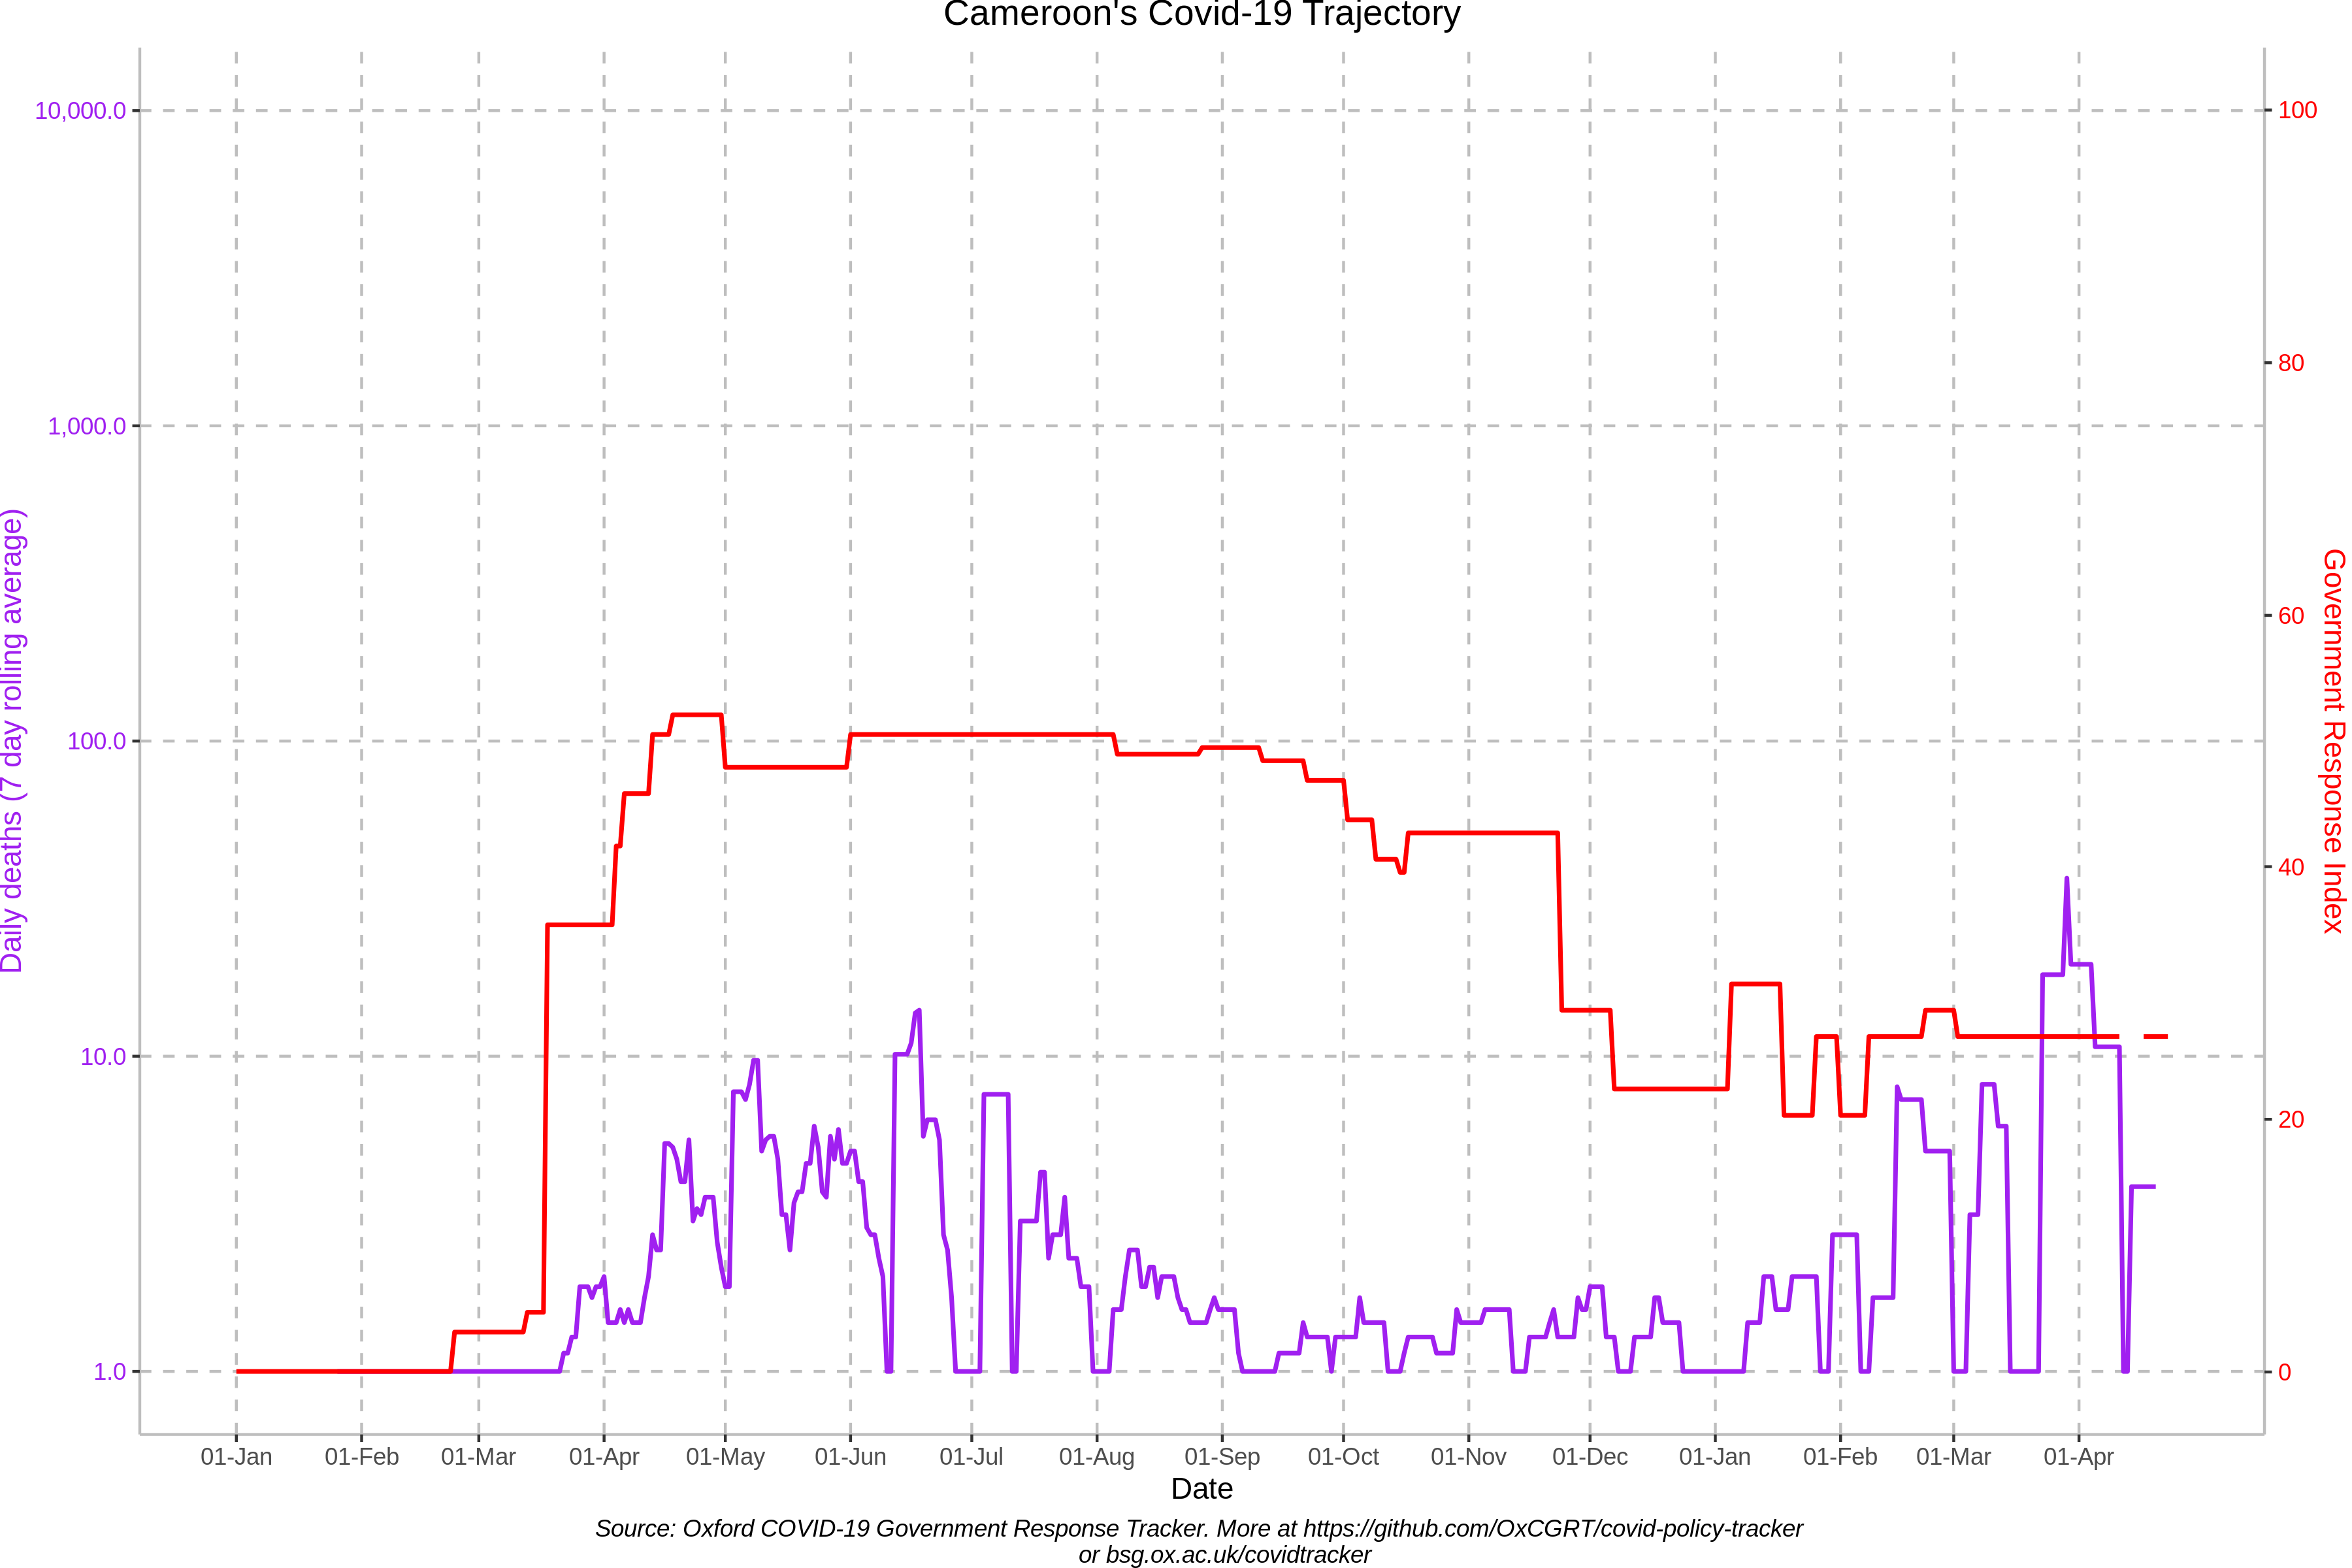 Cameroon's Covid-19 Trajectory
Daily deaths (7 day rolling average)
10,000.0
1,000.0
100.0
10.0
1.0
100
80
60
40
20
0
Government Response Index
01-Jan 01-Feb 01-Mar 01-Apr 01-May 01-Jun 01-Jul 01-Aug 01-Sep 01-Oct 01-Nov 01-Dec 01-Jan 01-Feb 01-Mar 01-Apr
Date
Source: Oxford COVID-19 Government Response Tracker. More at https://github.com/OxCGRT/covid-policy-tracker
or bsg.ox.ac.uk/covidtracker